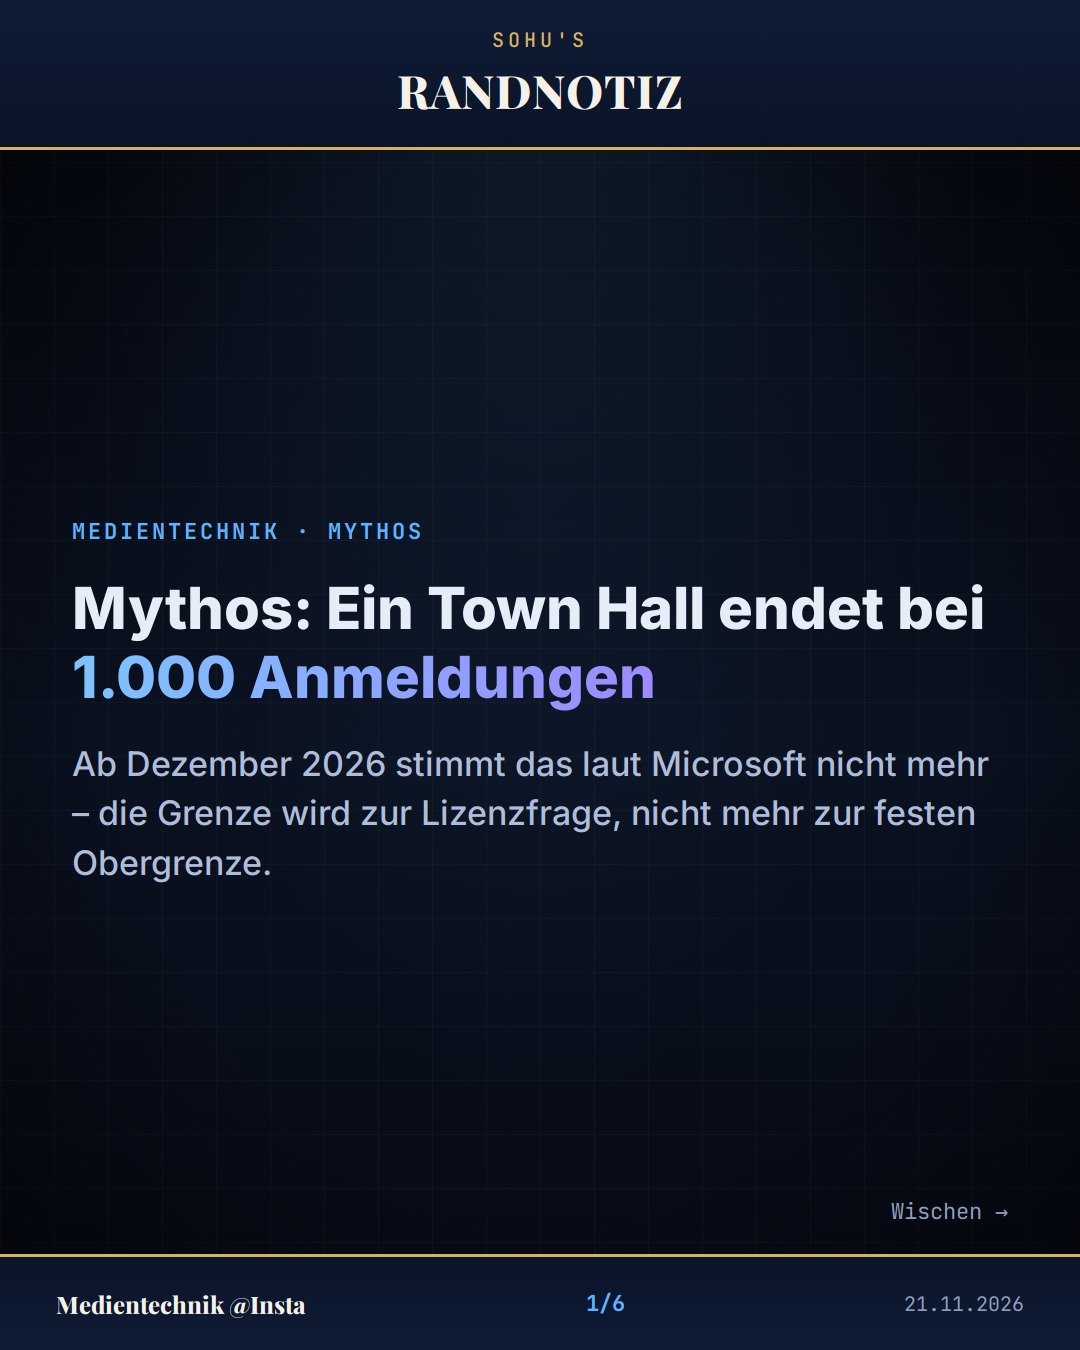 SOHU'S
RANDNOTIZ
MEDIENTECHNIK · MYTHOS
Mythos: Ein Town Hall endet bei
1.000 Anmeldungen
Ab Dezember 2026 stimmt das laut Microsoft nicht mehr
– die Grenze wird zur Lizenzfrage, nicht mehr zur festen
Obergrenze.
Wischen →
Medientechnik @Insta
1/6
21.11.2026